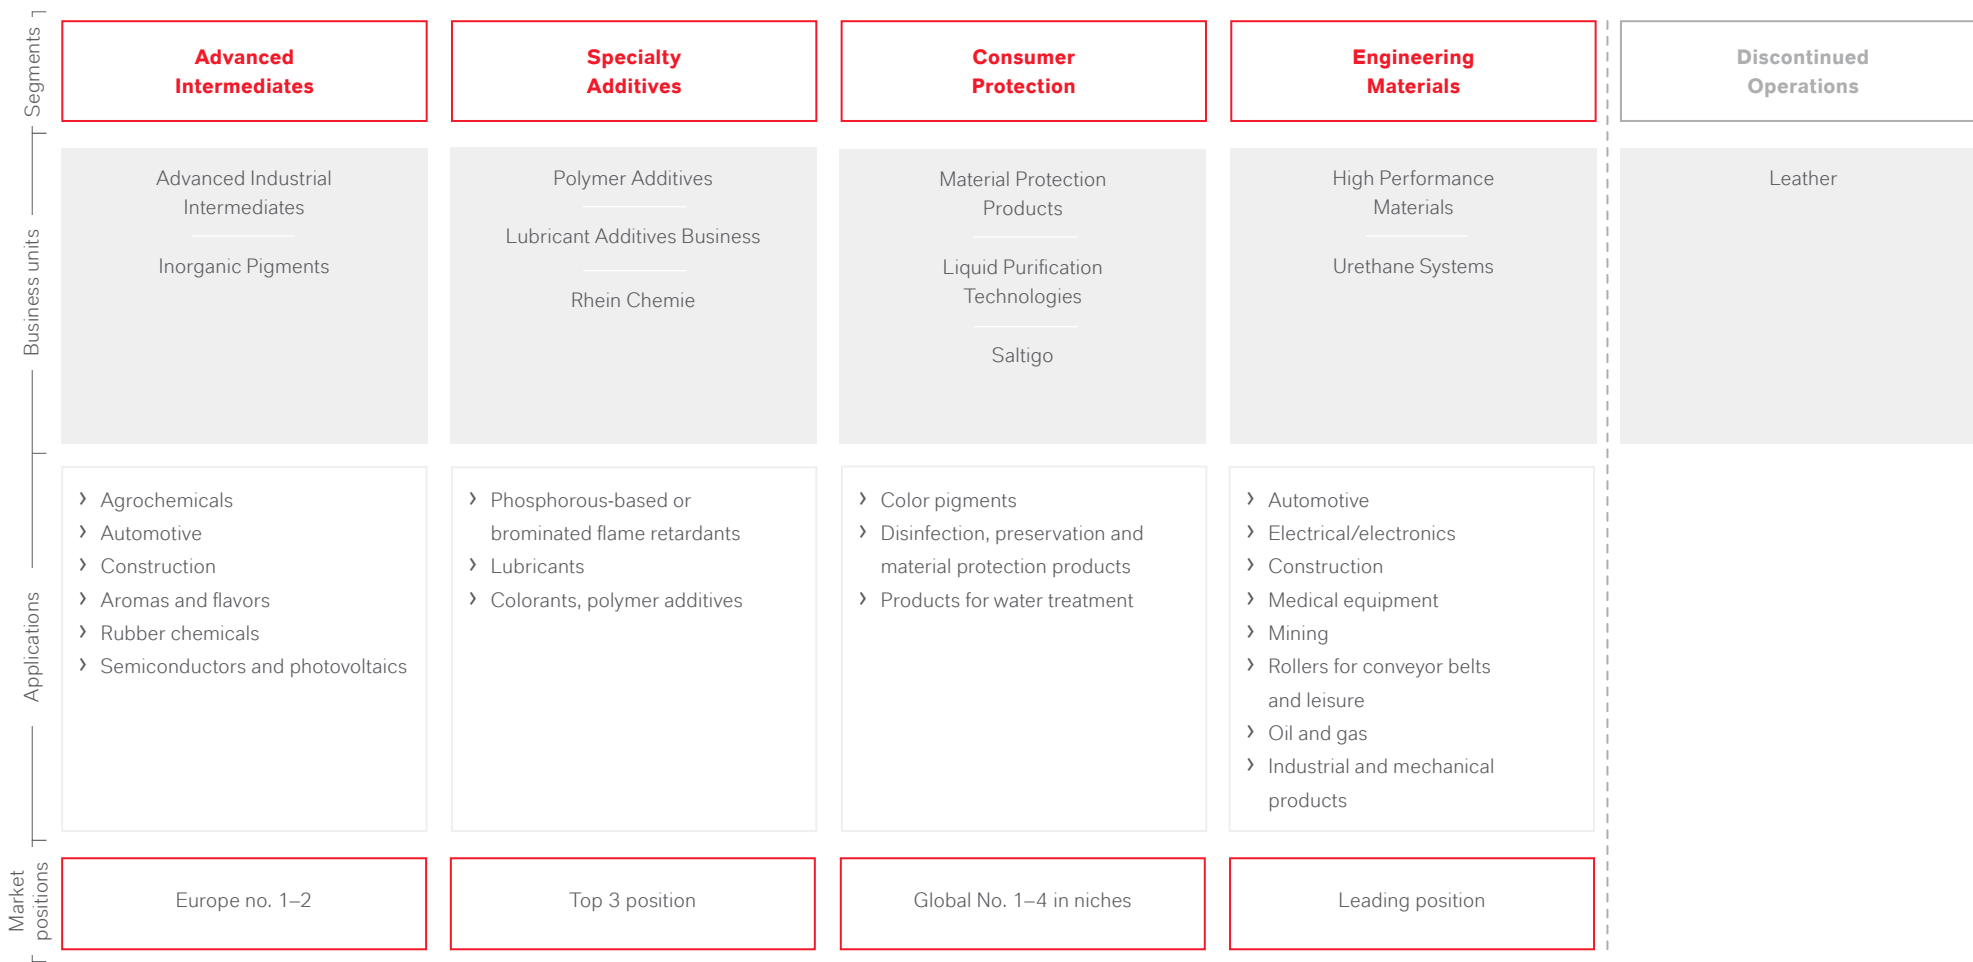 Segments
Advanced
Intermediates
Specialty
Additives
Consumer
Protection
Engineering
Materials
Discontinued
Operations
Business units
Advanced Industrial
Intermediates
Inorganic Pigments
Polymer Additives
Lubricant Additives Business
Rhein Chemie
Material Protection
Products
Liquid Purification
Technologies
Saltigo
High Performance
Materials
Urethane Systems
Leather
Applications
› Agrochemicals
› Automotive
› Construction
› Aromas and flavors
› Rubber chemicals
› Semiconductors and photovoltaics
› Phosphorous-based or
brominated flame retardants
› Lubricants
› Colorants, polymer additives
› Color pigments
› Disinfection, preservation and
material protection products
› Products for water treatment
› Automotive
› Electrical/electronics
› Construction
› Medical equipment
› Mining
› Rollers for conveyor belts
and leisure
› Oil and gas
› Industrial and mechanical
products
Market
positions
Europe no. 1–2
Top 3 position
Global No. 1–4 in niches
Leading position